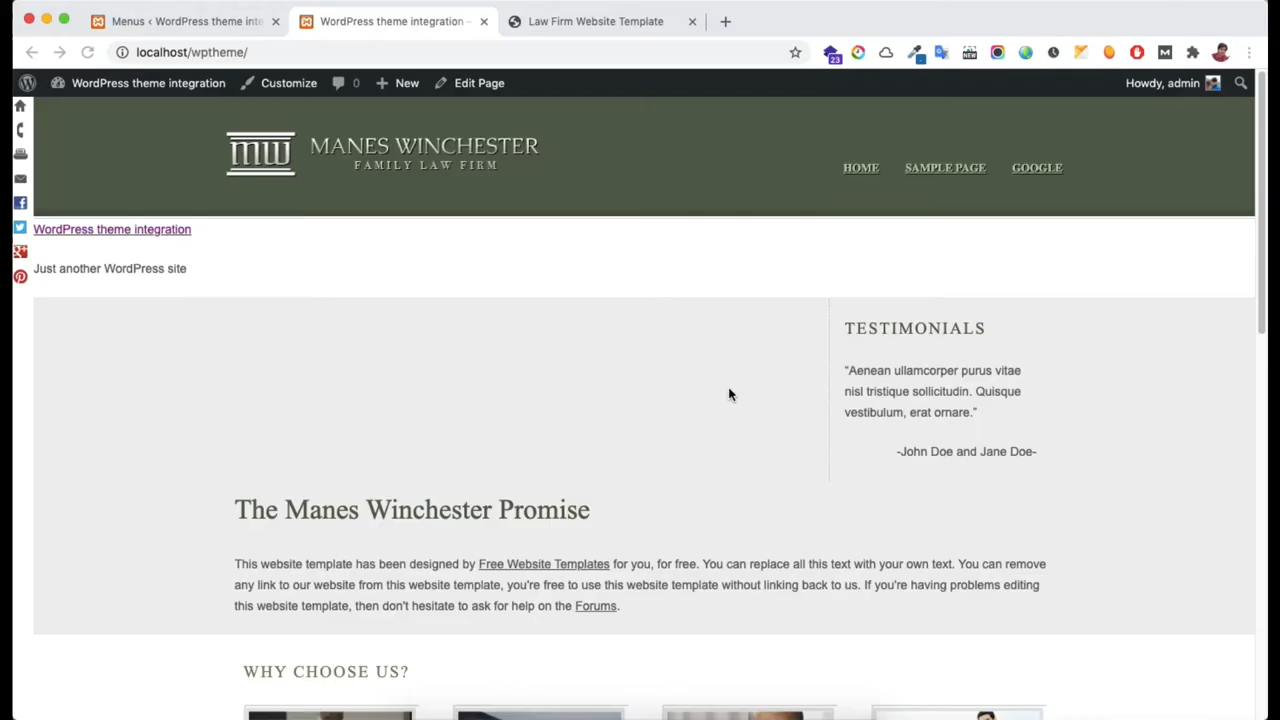 Menus ‹ WordPress theme inte
WordPress theme integration –
Law Firm Website Template
localhost/wptheme/
23
NEW
M
WordPress theme integration
Customize
0
New
Edit Page
Howdy, admin
MW
MANES WINCHESTER
FAMILY LAW FIRM
HOME
SAMPLE PAGE
GOOGLE
WordPress theme integration
Just another WordPress site
TESTIMONIALS
“Aenean ullamcorper purus vitae
nisl tristique sollicitudin. Quisque
vestibulum, erat ornare.”
-John Doe and Jane Doe-
The Manes Winchester Promise
This website template has been designed by Free Website Templates for you, for free. You can replace all this text with your own text. You can remove
any link to our website from this website template, you're free to use this website template without linking back to us. If you're having problems editing
this website template, then don't hesitate to ask for help on the Forums.
WHY CHOOSE US?